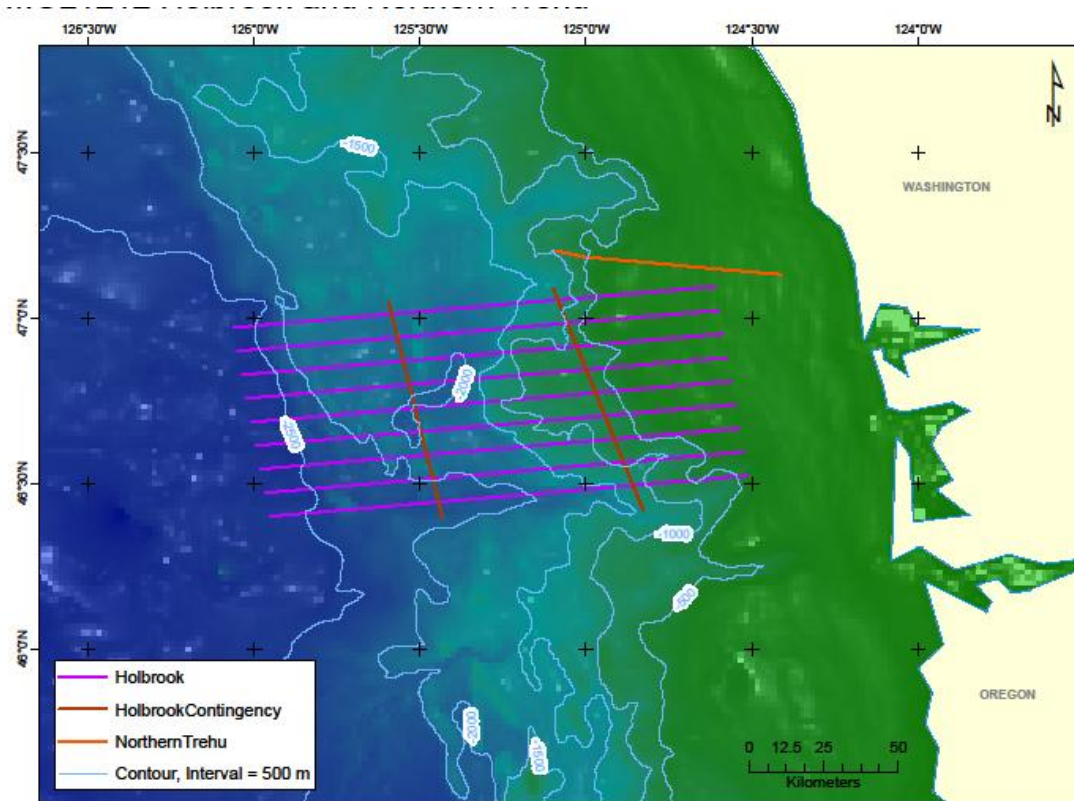 126°30'W 126°0'W 125°30'W 125°0'W 124°30'W 124°0'W
47°30'N
-1500
WASHINGTON
47°0'N
-2000
-2500
46°30'N
-1000
-500
46°0'N
Holbrook
HolbrookContingency
NorthernTrehu
Contour, Interval = 500 m
-2000
-1500
OREGON
0 12.5 25 50
Kilometers
N